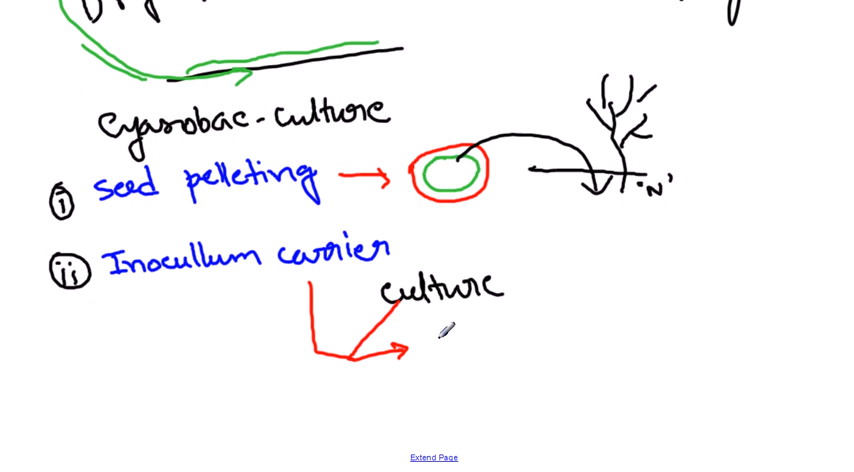 Cyanobac-culture
i) Seed pelleting
"N"
ii) Inocullum carrier
culture
Extend Page